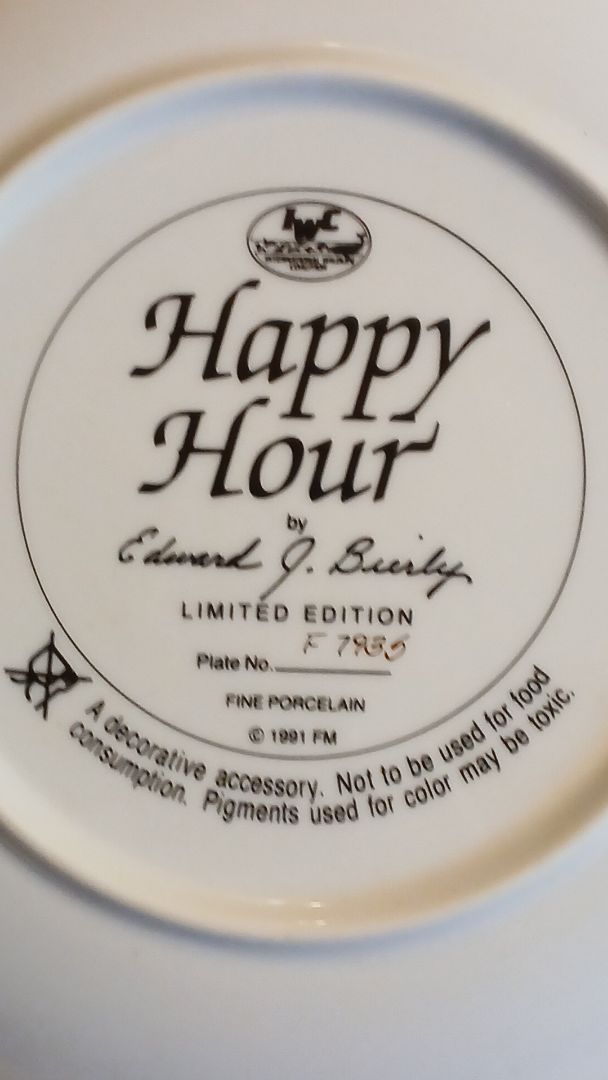 IWC
Happy
Hour
by
Edward J. Bierly
LIMITED EDITION
F 7935
Plate No.
FINE PORCELAIN
© 1991 FM
A decorative accessory. Not to be used for food
consumption. Pigments used for color may be toxic.